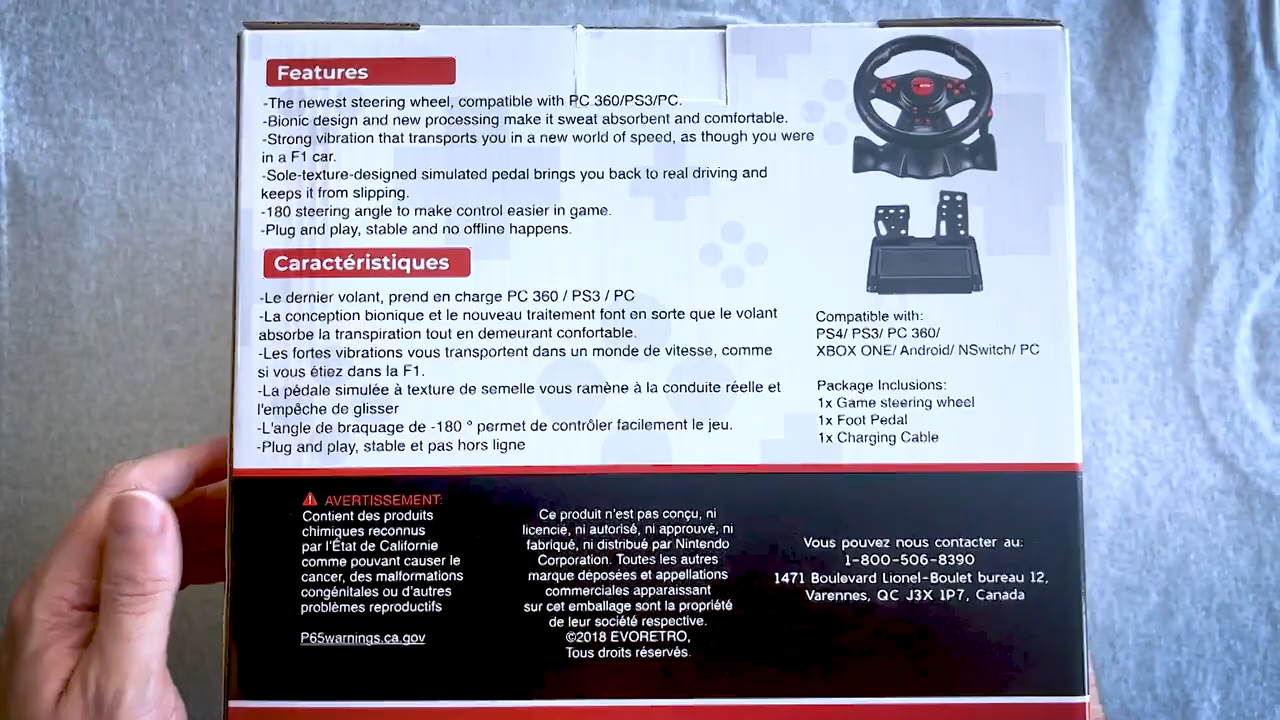 Features
-The newest steering wheel, compatible with PC 360/PS3/PC.
-Bionic design and new processing make it sweat absorbent and comfortable.
-Strong vibration that transports you in a new world of speed, as though you were
in a F1 car.
-Sole-texture-designed simulated pedal brings you back to real driving and
keeps it from slipping.
-180 steering angle to make control easier in game.
-Plug and play, stable and no offline happens.
Caractéristiques
-Le dernier volant, prend en charge PC 360 / PS3 / PC
-La conception bionique et le nouveau traitement font en sorte que le volant
absorbe la transpiration tout en demeurant confortable.
-Les fortes vibrations vous transportent dans un monde de vitesse, comme
si vous étiez dans la F1.
-La pédale simulée à texture de semelle vous ramène à la conduite réelle et
l'empêche de glisser
-L'angle de braquage de -180 ° permet de contrôler facilement le jeu.
-Plug and play, stable et pas hors ligne
Compatible with:
PS4/ PS3/ PC 360/
XBOX ONE/ Android/ NSwitch/ PC
Package Inclusions:
1x Game steering wheel
1x Foot Pedal
1x Charging Cable
AVERTISSEMENT:
Contient des produits
chimiques reconnus
par l'État de Californie
comme pouvant causer le
cancer, des malformations
congénitales ou d'autres
problèmes reproductifs
P65warnings.ca.gov
Ce produit n'est pas conçu, ni
licencié, ni autorisé, ni approuvé, ni
fabriqué, ni distribué par Nintendo
Corporation. Toutes les autres
marque déposées et appellations
commerciales apparaissant
sur cet emballage sont la propriété
de leur société respective.
©2018 EVORETRO,
Tous droits réservés.
Vous pouvez nous contacter au:
1-800-506-8390
1471 Boulevard Lionel-Boulet bureau 12,
Varennes, QC J3X 1P7, Canada